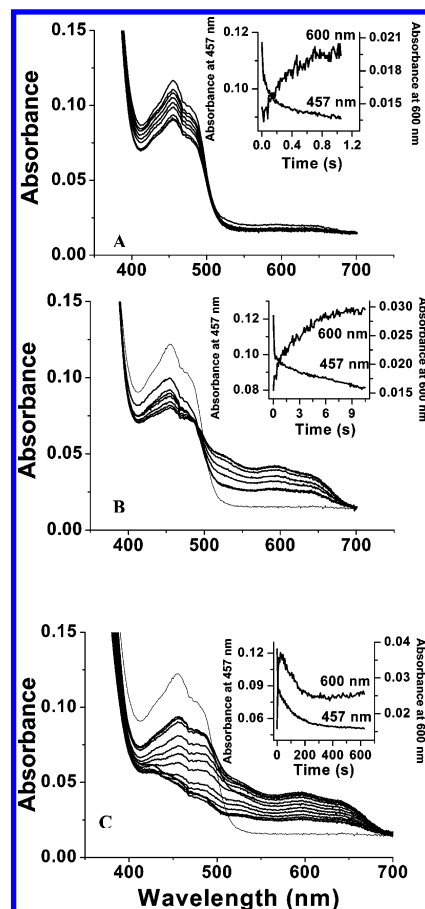 0.15
0.10
0.05
0.00
Absorbance
A
400
500
600
700
Absorbance at 457 nm
0.10
600 nm
457 nm
0.021
0.018
0.015
Absorbance at 600 nm
0.0 0.4 0.8 1.2
Time (s)
0.15
0.10
0.05
0.00
Absorbance
B
400
500
600
700
Absorbance at 457 nm
0.12
0.10
0.08
600 nm
457 nm
0.030
0.025
0.020
0.015
Absorbance at 600 nm
0 3 6 9
Time (s)
0.15
0.10
0.05
0.00
Absorbance
C
400
500
600
700
Wavelength (nm)
Absorbance at 457 nm
0.12
0.09
0.06
600 nm
457 nm
0.04
0.03
0.02
Absorbance at 600 nm
0 200 400 600
Time (s)